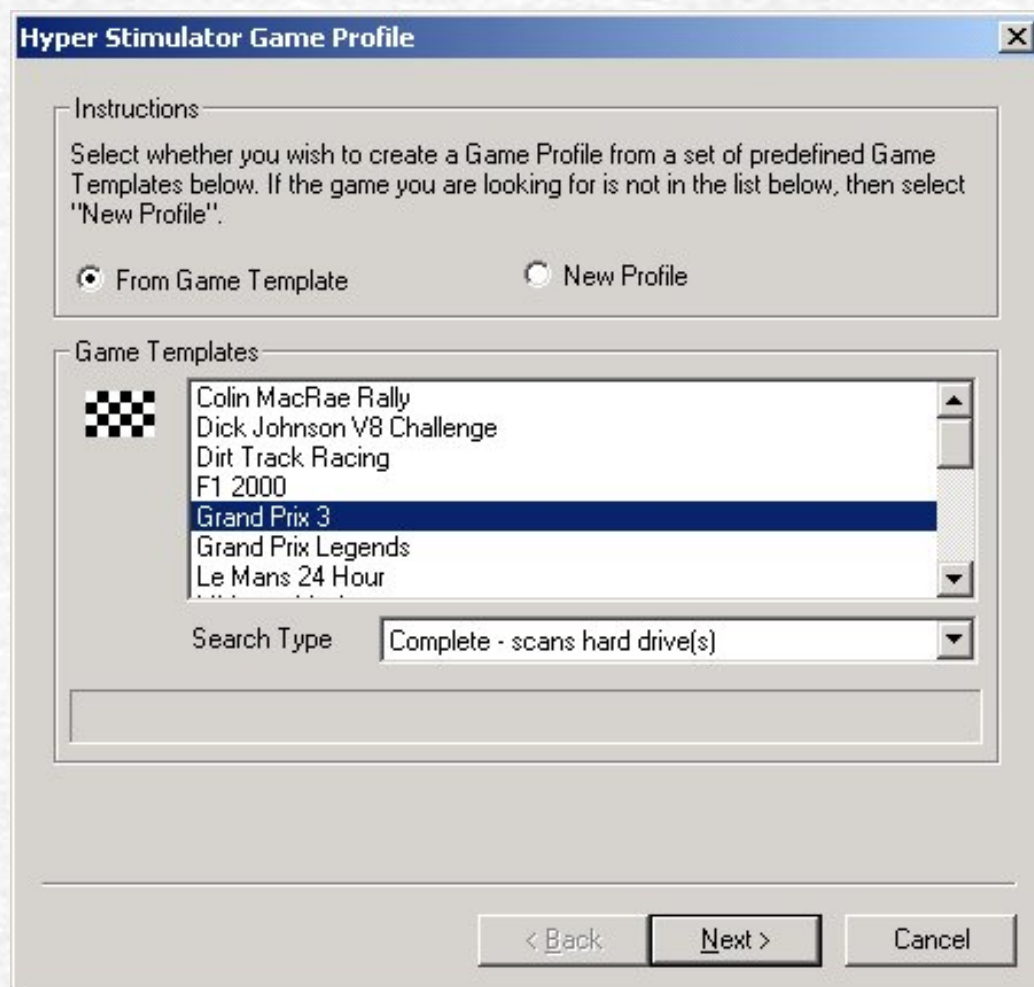 Hyper Stimulator Game Profile
Instructions
Select whether you wish to create a Game Profile from a set of predefined Game
Templates below. If the game you are looking for is not in the list below, then select
"New Profile".
From Game Template
New Profile
Game Templates
Colin MacRae Rally
Dick Johnson V8 Challenge
Dirt Track Racing
F1 2000
Grand Prix 3
Grand Prix Legends
Le Mans 24 Hour
Search Type
Complete - scans hard drive(s)
< Back
Next >
Cancel